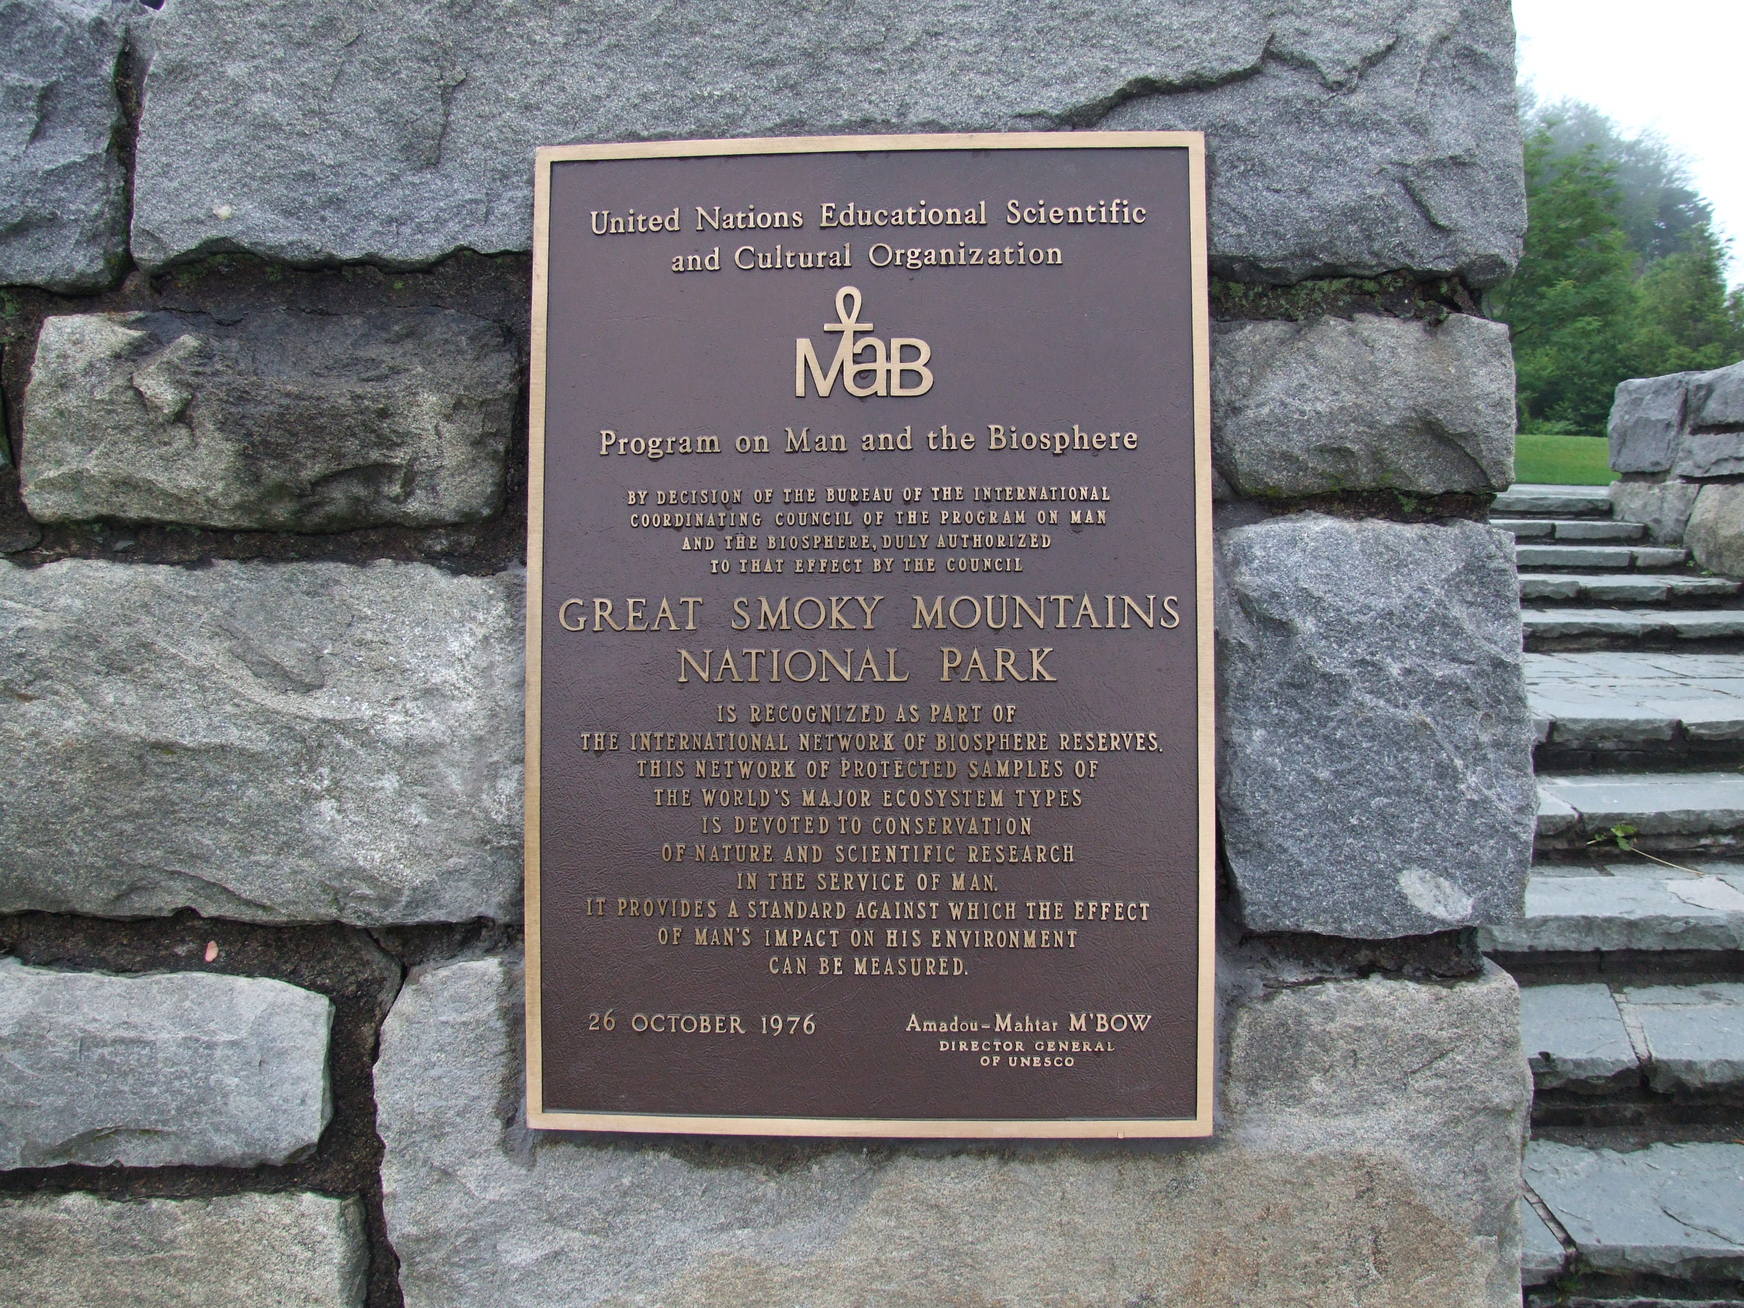 United Nations Educational Scientific
and Cultural Organization
MaB
Program on Man and the Biosphere
BY DECISION OF THE BUREAU OF THE INTERNATIONAL
COORDINATING COUNCIL OF THE PROGRAM ON MAN
AND THE BIOSPHERE, DULY AUTHORIZED
TO THAT EFFECT BY THE COUNCIL
GREAT SMOKY MOUNTAINS
NATIONAL PARK
IS RECOGNIZED AS PART OF
THE INTERNATIONAL NETWORK OF BIOSPHERE RESERVES.
THIS NETWORK OF PROTECTED SAMPLES OF
THE WORLD'S MAJOR ECOSYSTEM TYPES
IS DEVOTED TO CONSERVATION
OF NATURE AND SCIENTIFIC RESEARCH
IN THE SERVICE OF MAN.
IT PROVIDES A STANDARD AGAINST WHICH THE EFFECT
OF MAN'S IMPACT ON HIS ENVIRONMENT
CAN BE MEASURED.
26 OCTOBER 1976
Amadou-Mahtar M'BOW
DIRECTOR GENERAL
OF UNESCO